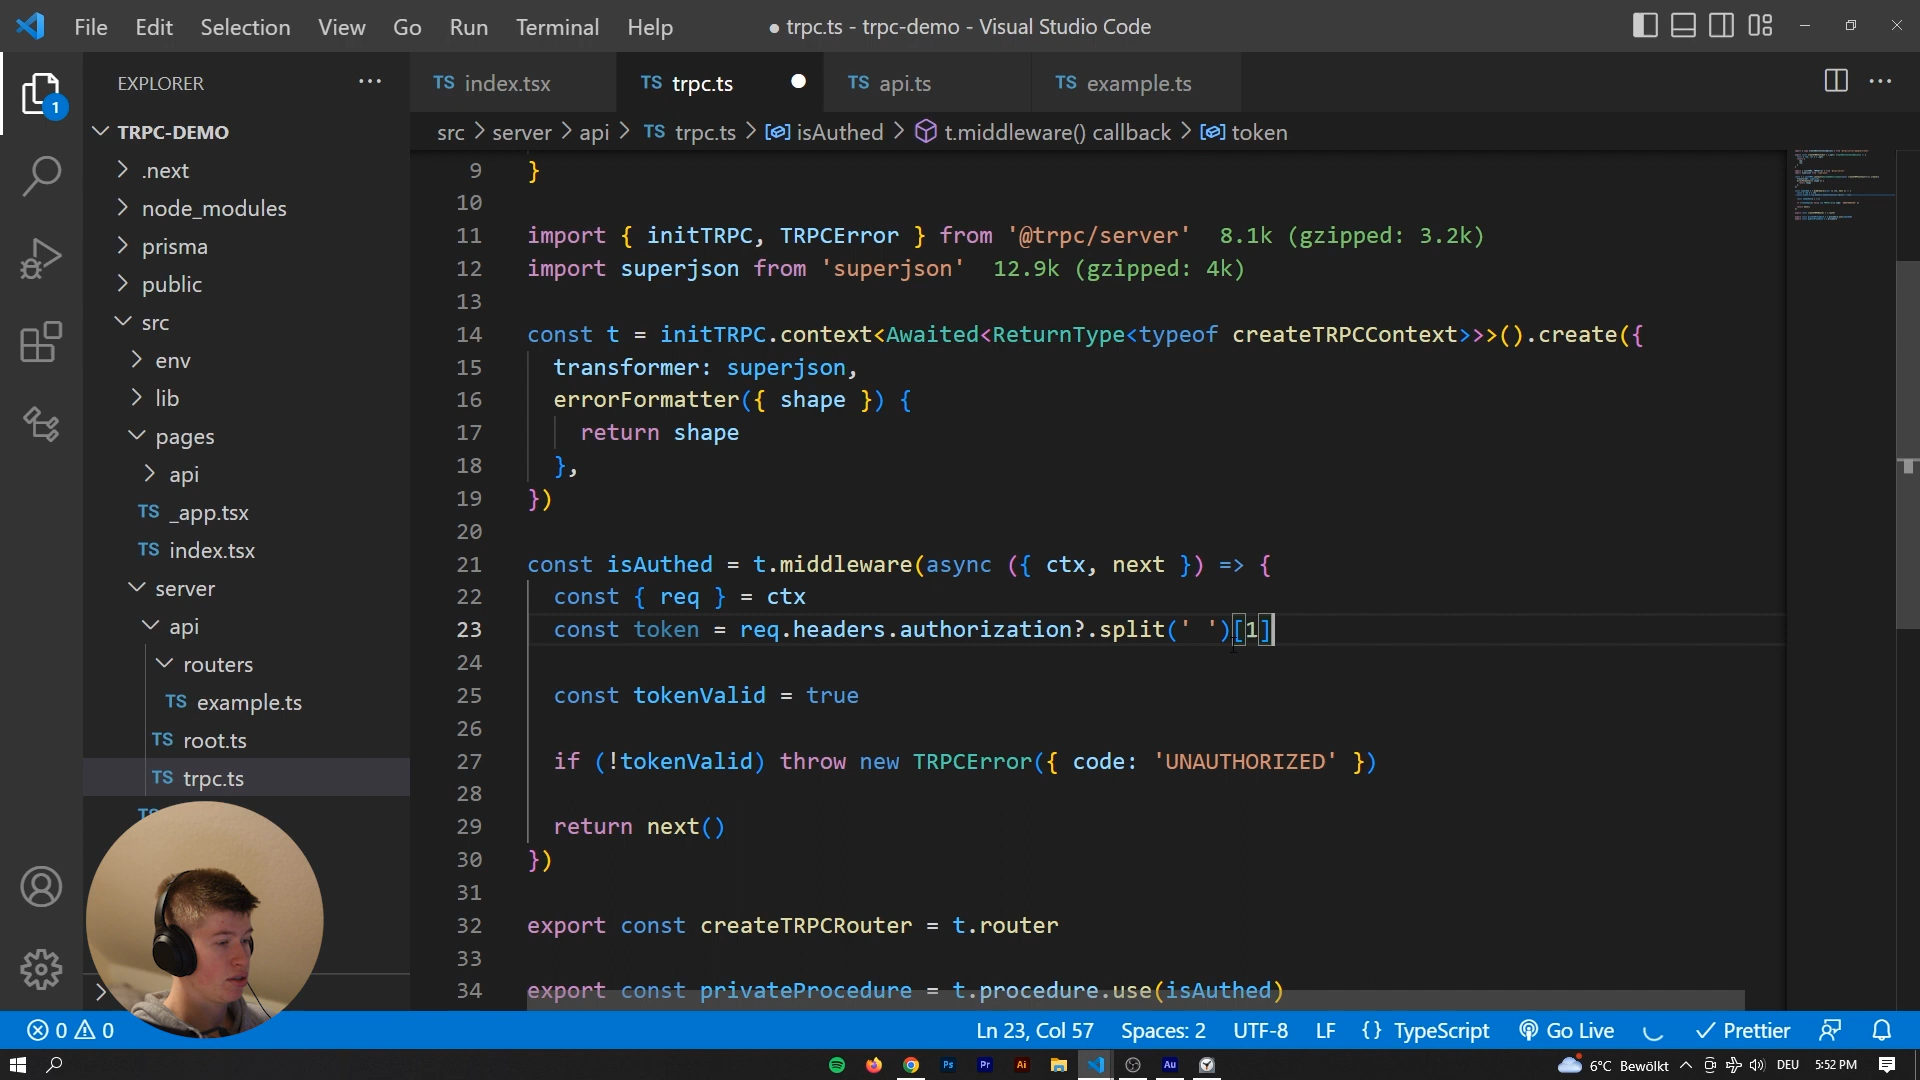 File Edit Selection View Go Run Terminal Help
● trpc.ts - trpc-demo - Visual Studio Code
EXPLORER ···
1
TRPC-DEMO
.next
node_modules
prisma
public
src
env
lib
pages
api
TS _app.tsx
TS index.tsx
server
api
routers
TS example.ts
TS root.ts
TS trpc.ts
TS index.tsx
TS trpc.ts
TS api.ts
TS example.ts
src > server > api > TS trpc.ts > isAuthed > t.middleware() callback > token
9 }
10
11 import { initTRPC, TRPCError } from '@trpc/server' 8.1k (gzipped: 3.2k)
12 import superjson from 'superjson' 12.9k (gzipped: 4k)
13
14 const t = initTRPC.context<Awaited<ReturnType<typeof createTRPCContext>>>().create({
15 transformer: superjson,
16 errorFormatter({ shape }) {
17 return shape
18 },
19 })
20
21 const isAuthed = t.middleware(async ({ ctx, next }) => {
22 const { req } = ctx
23 const token = req.headers.authorization?.split(' ')[1]
24
25 const tokenValid = true
26
27 if (!tokenValid) throw new TRPCError({ code: 'UNAUTHORIZED' })
28
29 return next()
30 })
31
32 export const createTRPCRouter = t.router
33
34 export const privateProcedure = t.procedure.use(isAuthed)
0 0
Ln 23, Col 57 Spaces: 2 UTF-8 LF {} TypeScript Go Live Prettier
Ps Pr Ai Au
6°C Bewölkt DEU 5:52 PM